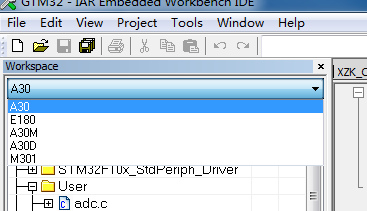 GTM32 - IAR Embedded Workbench IDE
File Edit View Project Tools Window Help
Workspace
A30
XZK_C
A30
E180
A30M
A30D
M301
STM32F10x_StdPeriph_Driver
User
adc.c